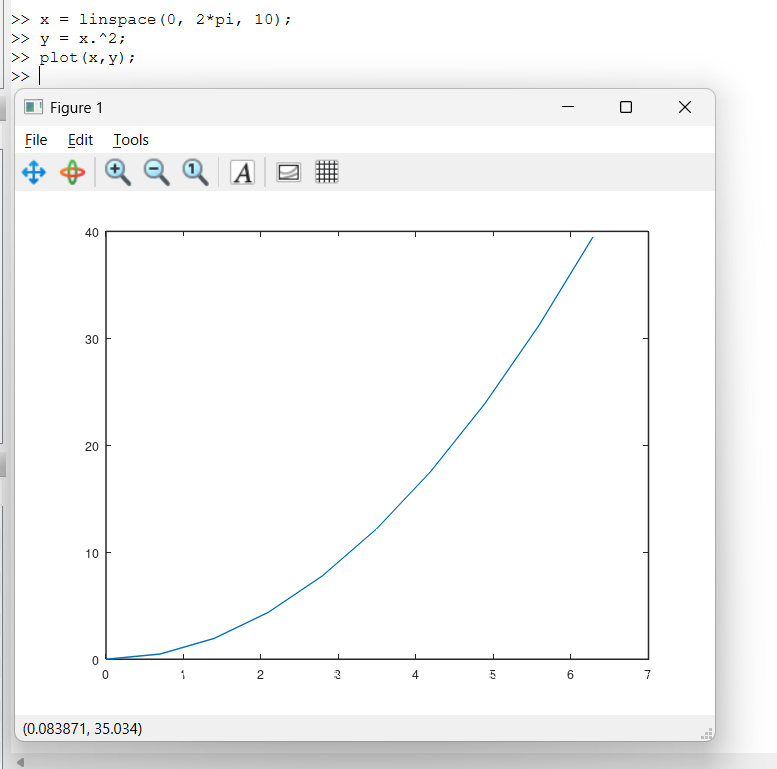 >> x = linspace(0, 2*pi, 10);
>> y = x.^2;
>> plot(x,y);
>>
Figure 1
File Edit Tools
1 A
40
30
20
10
0
0 1 2 3 4 5 6 7
(0.083871, 35.034)